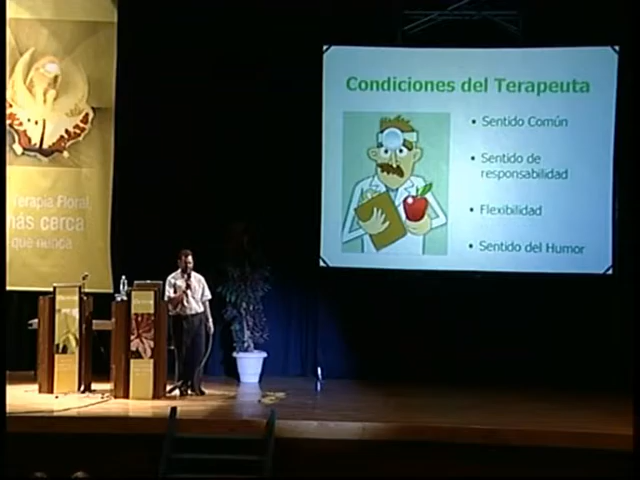 Terapia Floral,
más cerca
que nunca
Condiciones del Terapeuta
• Sentido Común
• Sentido de
responsabilidad
• Flexibilidad
• Sentido del Humor